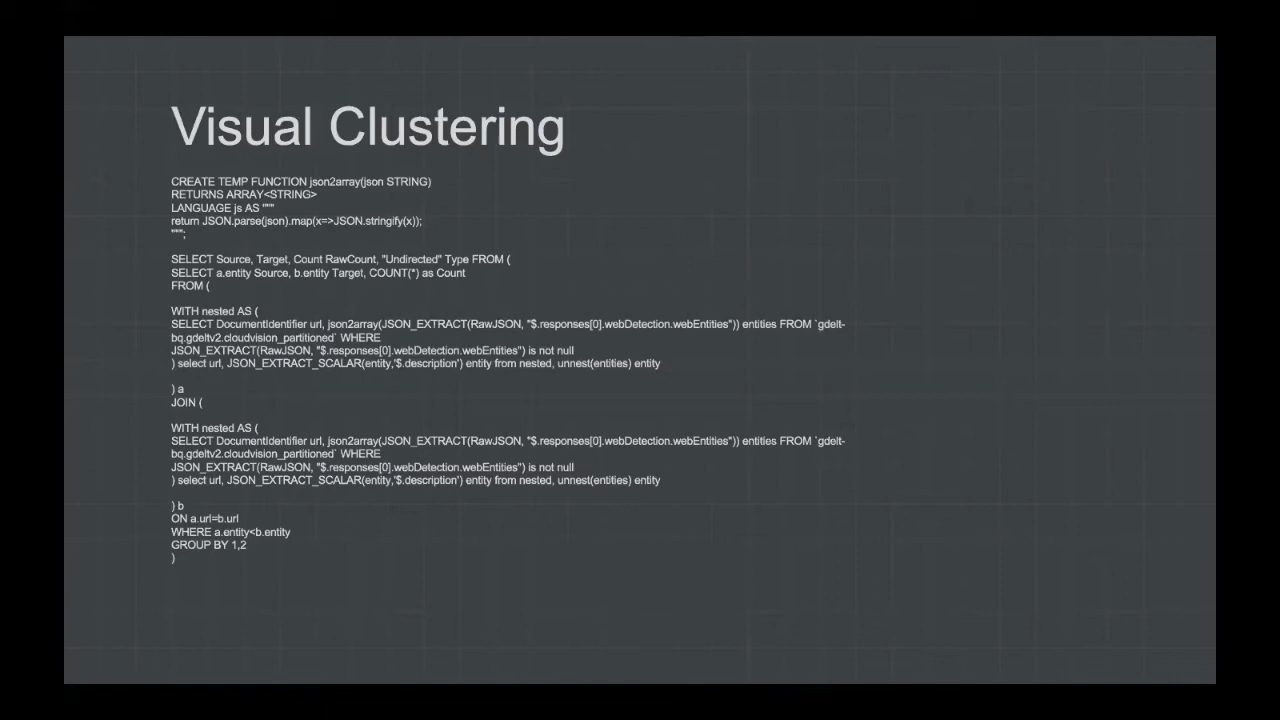 Visual Clustering
CREATE TEMP FUNCTION json2array(json STRING)
RETURNS ARRAY<STRING>
LANGUAGE js AS """
return JSON.parse(json).map(x=>JSON.stringify(x));
""";
SELECT Source, Target, Count RawCount, "Undirected" Type FROM (
SELECT a.entity Source, b.entity Target, COUNT(*) as Count
FROM (
WITH nested AS (
SELECT DocumentIdentifier url, json2array(JSON_EXTRACT(RawJSON, "$.responses[0].webDetection.webEntities")) entities FROM `gdelt-
bq.gdeltv2.cloudvision_partitioned` WHERE
JSON_EXTRACT(RawJSON, "$.responses[0].webDetection.webEntities") is not null
) select url, JSON_EXTRACT_SCALAR(entity,'$.description') entity from nested, unnest(entities) entity
) a
JOIN (
WITH nested AS (
SELECT DocumentIdentifier url, json2array(JSON_EXTRACT(RawJSON, "$.responses[0].webDetection.webEntities")) entities FROM `gdelt-
bq.gdeltv2.cloudvision_partitioned` WHERE
JSON_EXTRACT(RawJSON, "$.responses[0].webDetection.webEntities") is not null
) select url, JSON_EXTRACT_SCALAR(entity,'$.description') entity from nested, unnest(entities) entity
) b
ON a.url=b.url
WHERE a.entity<b.entity
GROUP BY 1,2
)